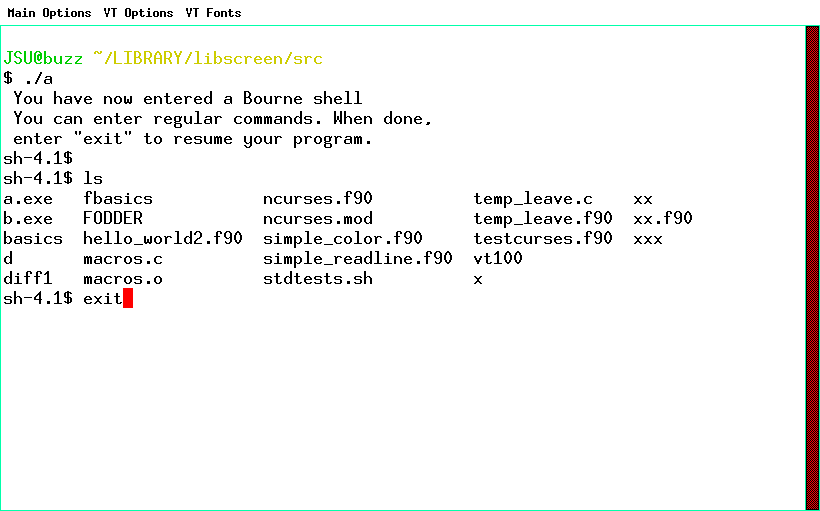 Main Options  VT Options  VT Fonts
JSU@buzz ~/LIBRARY/libscreen/src
$ ./a
 You have now entered a Bourne shell
 You can enter regular commands. When done,
 enter "exit" to resume your program.
sh-4.1$
sh-4.1$ ls
a.exe   fbasics           ncurses.f90          temp_leave.c    xx
b.exe   FODDER            ncurses.mod          temp_leave.f90  xx.f90
basics  hello_world2.f90  simple_color.f90     testcurses.f90  xxx
d       macros.c          simple_readline.f90  vt100
diff1   macros.o          stdtests.sh          x
sh-4.1$ exit